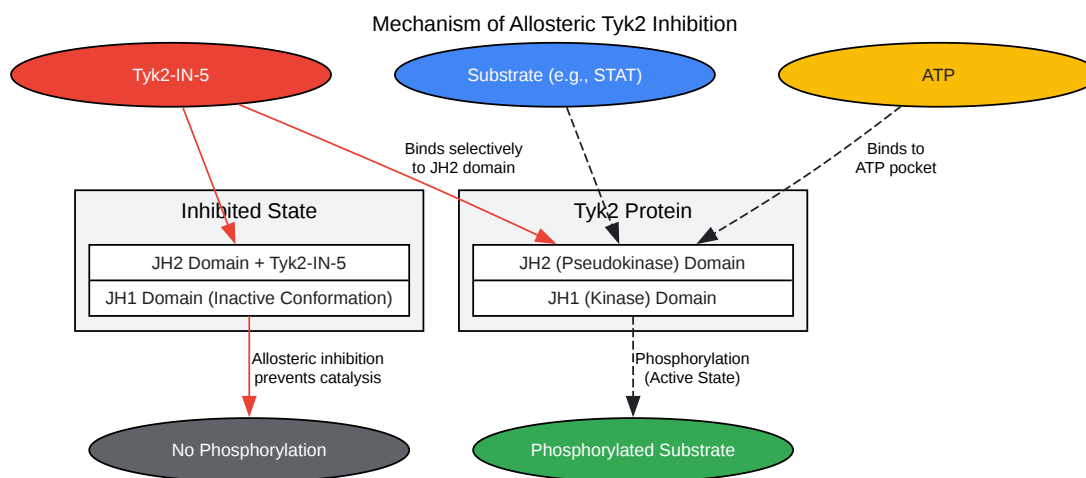 Mechanism of Allosteric Tyk2 Inhibition
Tyk2-IN-5
Substrate (e.g., STAT)
ATP
Binds selectively
to JH2 domain
Binds to
ATP pocket
Inhibited State
Tyk2 Protein
JH2 Domain + Tyk2-IN-5
JH1 Domain (Inactive Conformation)
JH2 (Pseudokinase) Domain
JH1 (Kinase) Domain
Allosteric inhibition
prevents catalysis
Phosphorylation
(Active State)
No Phosphorylation
Phosphorylated Substrate